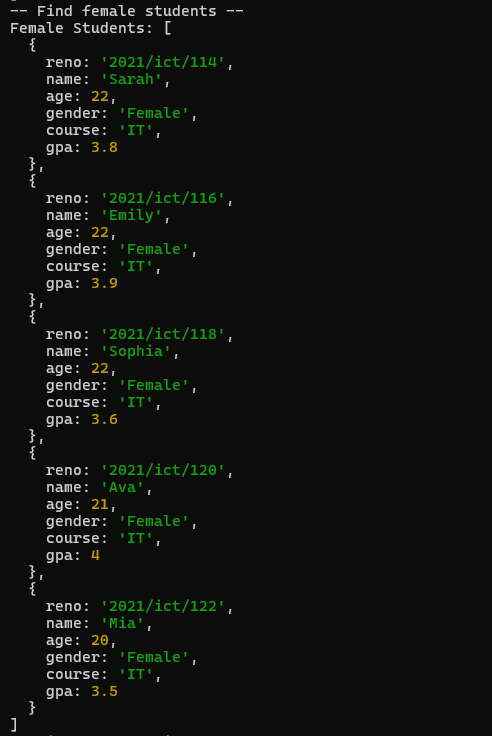 -- Find female students --
Female Students: [
  {
    reno: '2021/ict/114',
    name: 'Sarah',
    age: 22,
    gender: 'Female',
    course: 'IT',
    gpa: 3.8
  },
  {
    reno: '2021/ict/116',
    name: 'Emily',
    age: 22,
    gender: 'Female',
    course: 'IT',
    gpa: 3.9
  },
  {
    reno: '2021/ict/118',
    name: 'Sophia',
    age: 22,
    gender: 'Female',
    course: 'IT',
    gpa: 3.6
  },
  {
    reno: '2021/ict/120',
    name: 'Ava',
    age: 21,
    gender: 'Female',
    course: 'IT',
    gpa: 4
  },
  {
    reno: '2021/ict/122',
    name: 'Mia',
    age: 20,
    gender: 'Female',
    course: 'IT',
    gpa: 3.5
  }
]